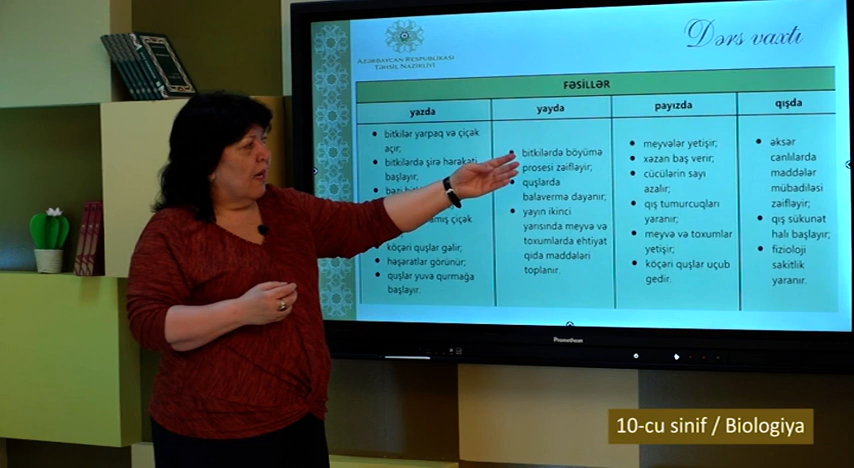 AZƏRBAYCAN RESPUBLIKASI
TƏHSİL NAZİRLİYİ
Dərs vaxtı
FƏSİLLƏR
yazda
yayda
payızda
qışda
bitkilər yarpaq və çiçək
açır;
bitkilərdə şirə hərəkəti
başlayır;
çiçək
köçəri quşlar gəlir;
həşəratlar görünür;
quşlar yuva qurmağa
başlayır.
bitkilərdə böyümə
prosesi zəifləyir;
quşlarda
balavermə dayanır;
yayın ikinci
yarısında meyvə və
toxumlarda ehtiyat
qida maddələri
toplanır.
meyvələr yetişir;
xəzan baş verir;
cücülərin sayı
azalır;
qış tumurcuqları
yaranır;
meyvə və toxumlar
yetişir;
köçəri quşlar uçub
gedir.
əksər
canlılarda
maddələr
mübadiləsi
zəifləyir;
qış sükunət
halı başlayır;
fizioloji
sakitlik
yaranır.
Promethean
10-cu sinif / Biologiya